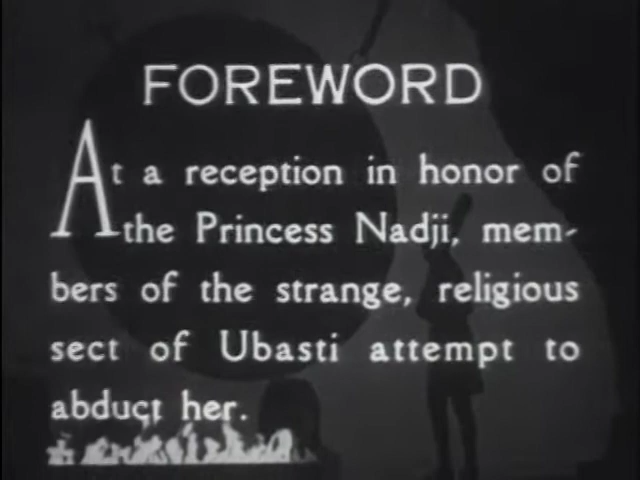 FOREWORD
At a reception in honor of
the Princess Nadji, mem-
bers of the strange, religious
sect of Ubasti attempt to
abduct her.